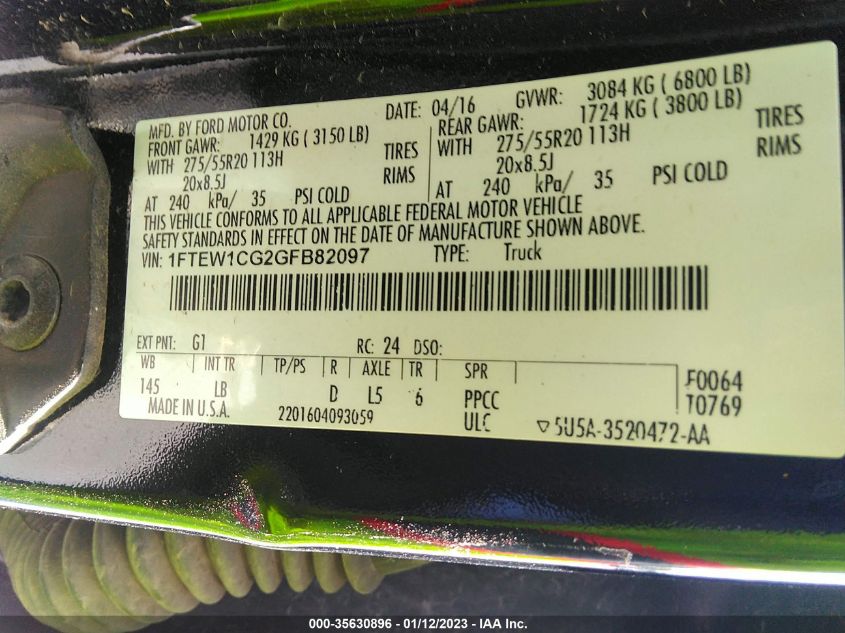 MFD. BY FORD MOTOR CO.
DATE: 04/16 GVWR: 3084 KG ( 6800 LB)
FRONT GAWR: 1429 KG ( 3150 LB)
REAR GAWR: 1724 KG ( 3800 LB)
WITH 275/55R20 113H TIRES
WITH 275/55R20 113H TIRES
20x8.5J RIMS
20x8.5J RIMS
AT 240 kPa/ 35 PSI COLD
AT 240 kPa/ 35 PSI COLD
THIS VEHICLE CONFORMS TO ALL APPLICABLE FEDERAL MOTOR VEHICLE
SAFETY STANDARDS IN EFFECT ON THE DATE OF MANUFACTURE SHOWN ABOVE.
VIN: 1FTEW1CG2GFB82097 TYPE: Truck
EXT PNT: G1 RC: 24 DSO:
WB INT TR TP/PS R AXLE TR SPR
145 LB D L5 6 PPCC
F0064
T0769
MADE IN U.S.A. 2201604093059 ULC ▽ 5U5A-3520472-AA
000-35630896 - 01/12/2023 - IAA Inc.